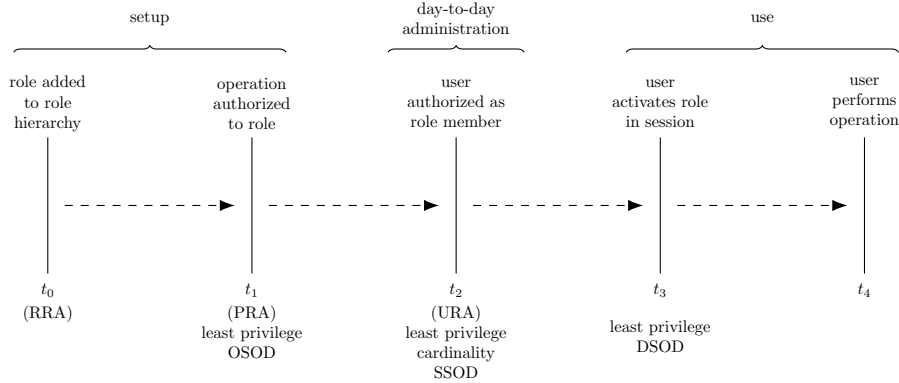 setup
day-to-day
administration
use
role added
to role
hierarchy
operation
authorized
to role
user
authorized as
role member
user
activates role
in session
user
performs
operation
t₀
(RRA)
t₁
(PRA)
least privilege
OSOD
t₂
(URA)
least privilege
cardinality
SSOD
t₃
least privilege
DSOD
t₄